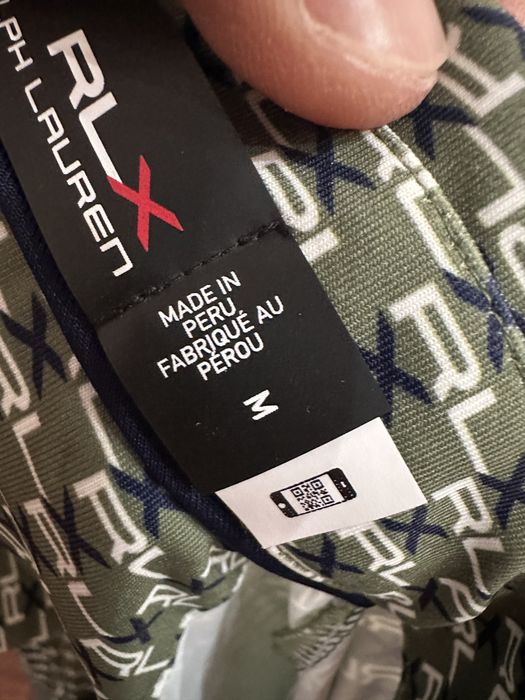 RLX
PH LAUREN
MADE IN
PERU
FABRIQUÉ AU
PÉROU
M